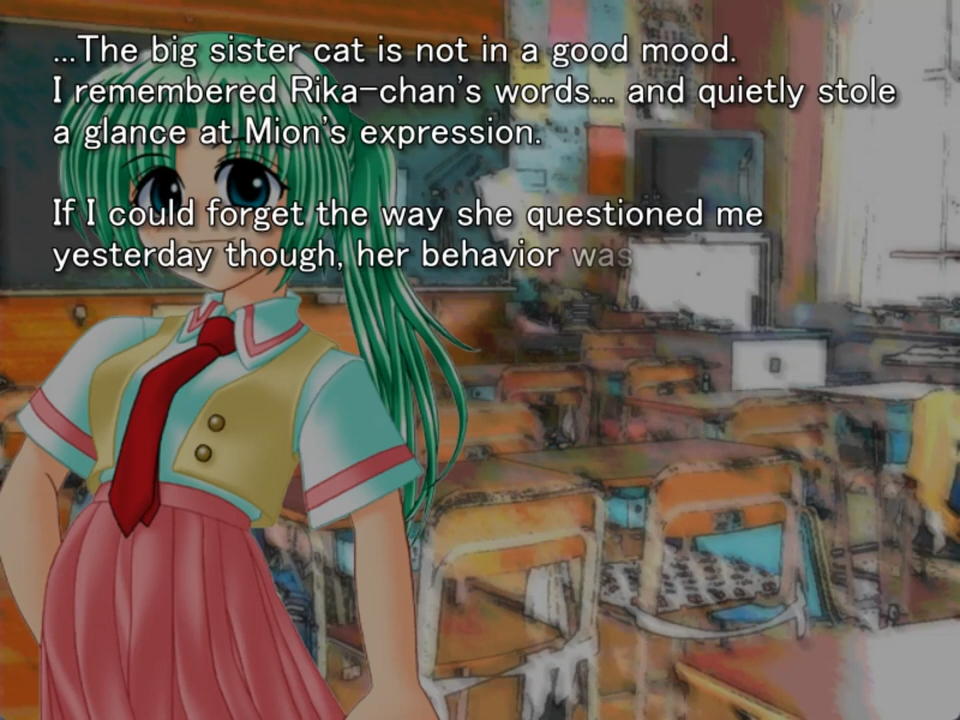 ...The big sister cat is not in a good mood.
I remembered Rika-chan's words... and quietly stole
a glance at Mion's expression.
If I could forget the way she questioned me
yesterday though, her behavior was